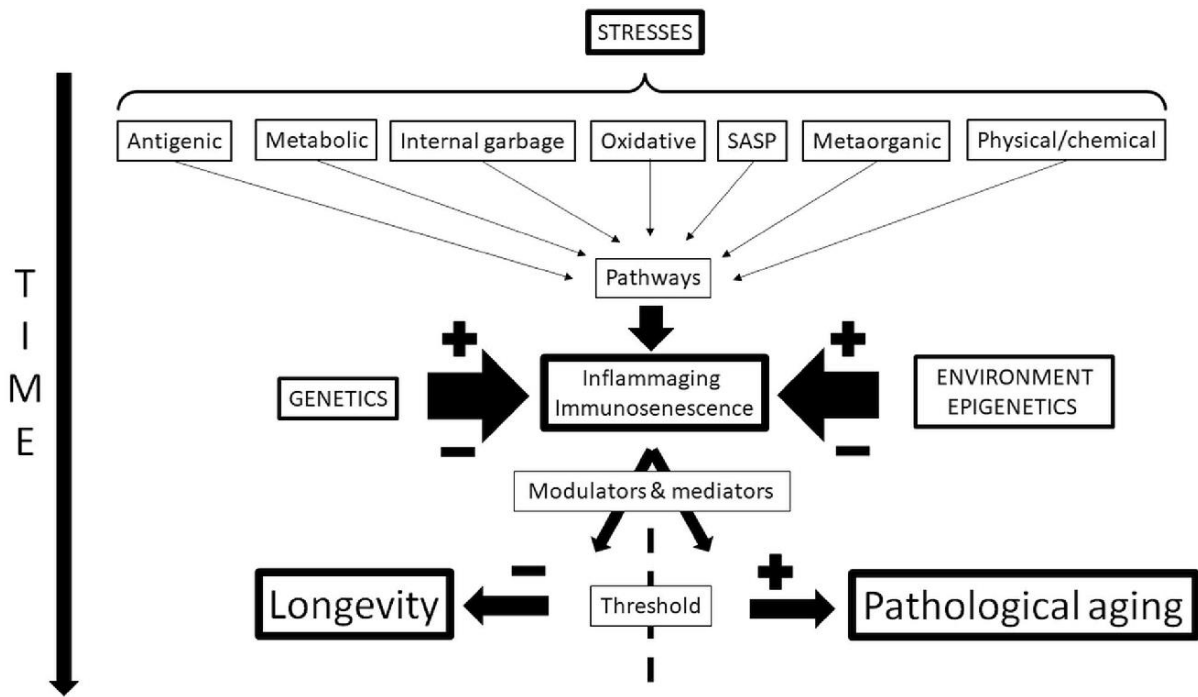 STRESSES
Antigenic
Metabolic
Internal garbage
Oxidative
SASP
Metaorganic
Physical/chemical
Pathways
T
I
M
E
+
+
GENETICS
Inflammaging
Immunosenescence
ENVIRONMENT
EPIGENETICS
−
−
Modulators & mediators
−
+
Longevity
Threshold
Pathological aging